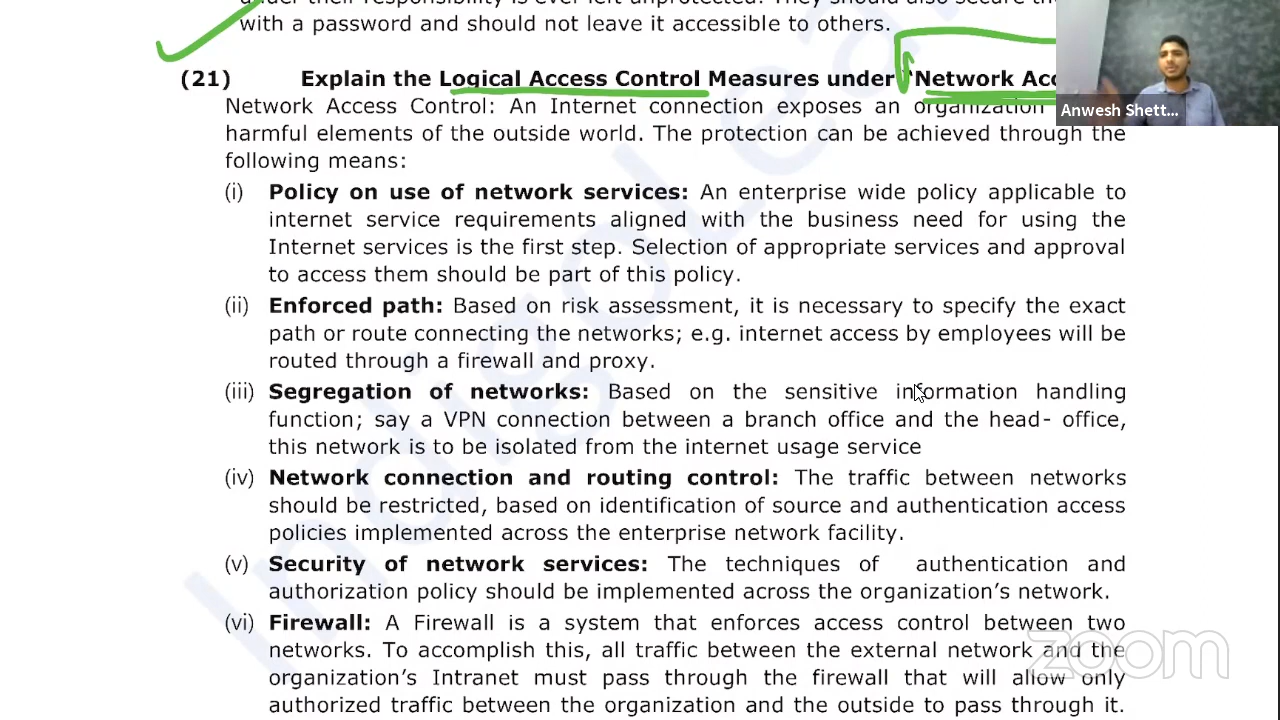 with a password and should not leave it accessible to others.
(21) Explain the Logical Access Control Measures under "Network
Network Access Control: An Internet connection exposes an organization
Anwesh Shett...
harmful elements of the outside world. The protection can be achieved through the
following means:
(i) Policy on use of network services: An enterprise wide policy applicable to
internet service requirements aligned with the business need for using the
Internet services is the first step. Selection of appropriate services and approval
to access them should be part of this policy.
(ii) Enforced path: Based on risk assessment, it is necessary to specify the exact
path or route connecting the networks; e.g. internet access by employees will be
routed through a firewall and proxy.
(iii) Segregation of networks: Based on the sensitive information handling
function; say a VPN connection between a branch office and the head- office,
this network is to be isolated from the internet usage service
(iv) Network connection and routing control: The traffic between networks
should be restricted, based on identification of source and authentication access
policies implemented across the enterprise network facility.
(v) Security of network services: The techniques of authentication and
authorization policy should be implemented across the organization's network.
(vi) Firewall: A Firewall is a system that enforces access control between two
networks. To accomplish this, all traffic between the external network and the
organization's Intranet must pass through the firewall that will allow only
authorized traffic between the organization and the outside to pass through it.
zoom